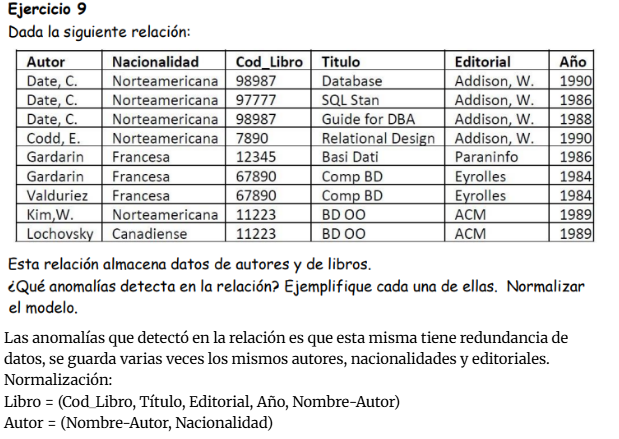 Ejercicio 9
Dada la siguiente relación:
Autor Nacionalidad Cod_Libro Titulo Editorial Año
Date, C. Norteamericana 98987 Database Addison, W. 1990
Date, C. Norteamericana 97777 SQL Stan Addison, W. 1986
Date, C. Norteamericana 98987 Guide for DBA Addison, W. 1988
Codd, E. Norteamericana 7890 Relational Design Addison, W. 1990
Gardarin Francesa 12345 Basi Dati Paraninfo 1986
Gardarin Francesa 67890 Comp BD Eyrolles 1984
Valduriez Francesa 67890 Comp BD Eyrolles 1984
Kim,W. Norteamericana 11223 BD OO ACM 1989
Lochovsky Canadiense 11223 BD OO ACM 1989
Esta relación almacena datos de autores y de libros.
¿Qué anomalías detecta en la relación? Ejemplifique cada una de ellas. Normalizar
el modelo.
Las anomalías que detectó en la relación es que esta misma tiene redundancia de
datos, se guarda varias veces los mismos autores, nacionalidades y editoriales.
Normalización:
Libro = (Cod_Libro, Título, Editorial, Año, Nombre-Autor)
Autor = (Nombre-Autor, Nacionalidad)